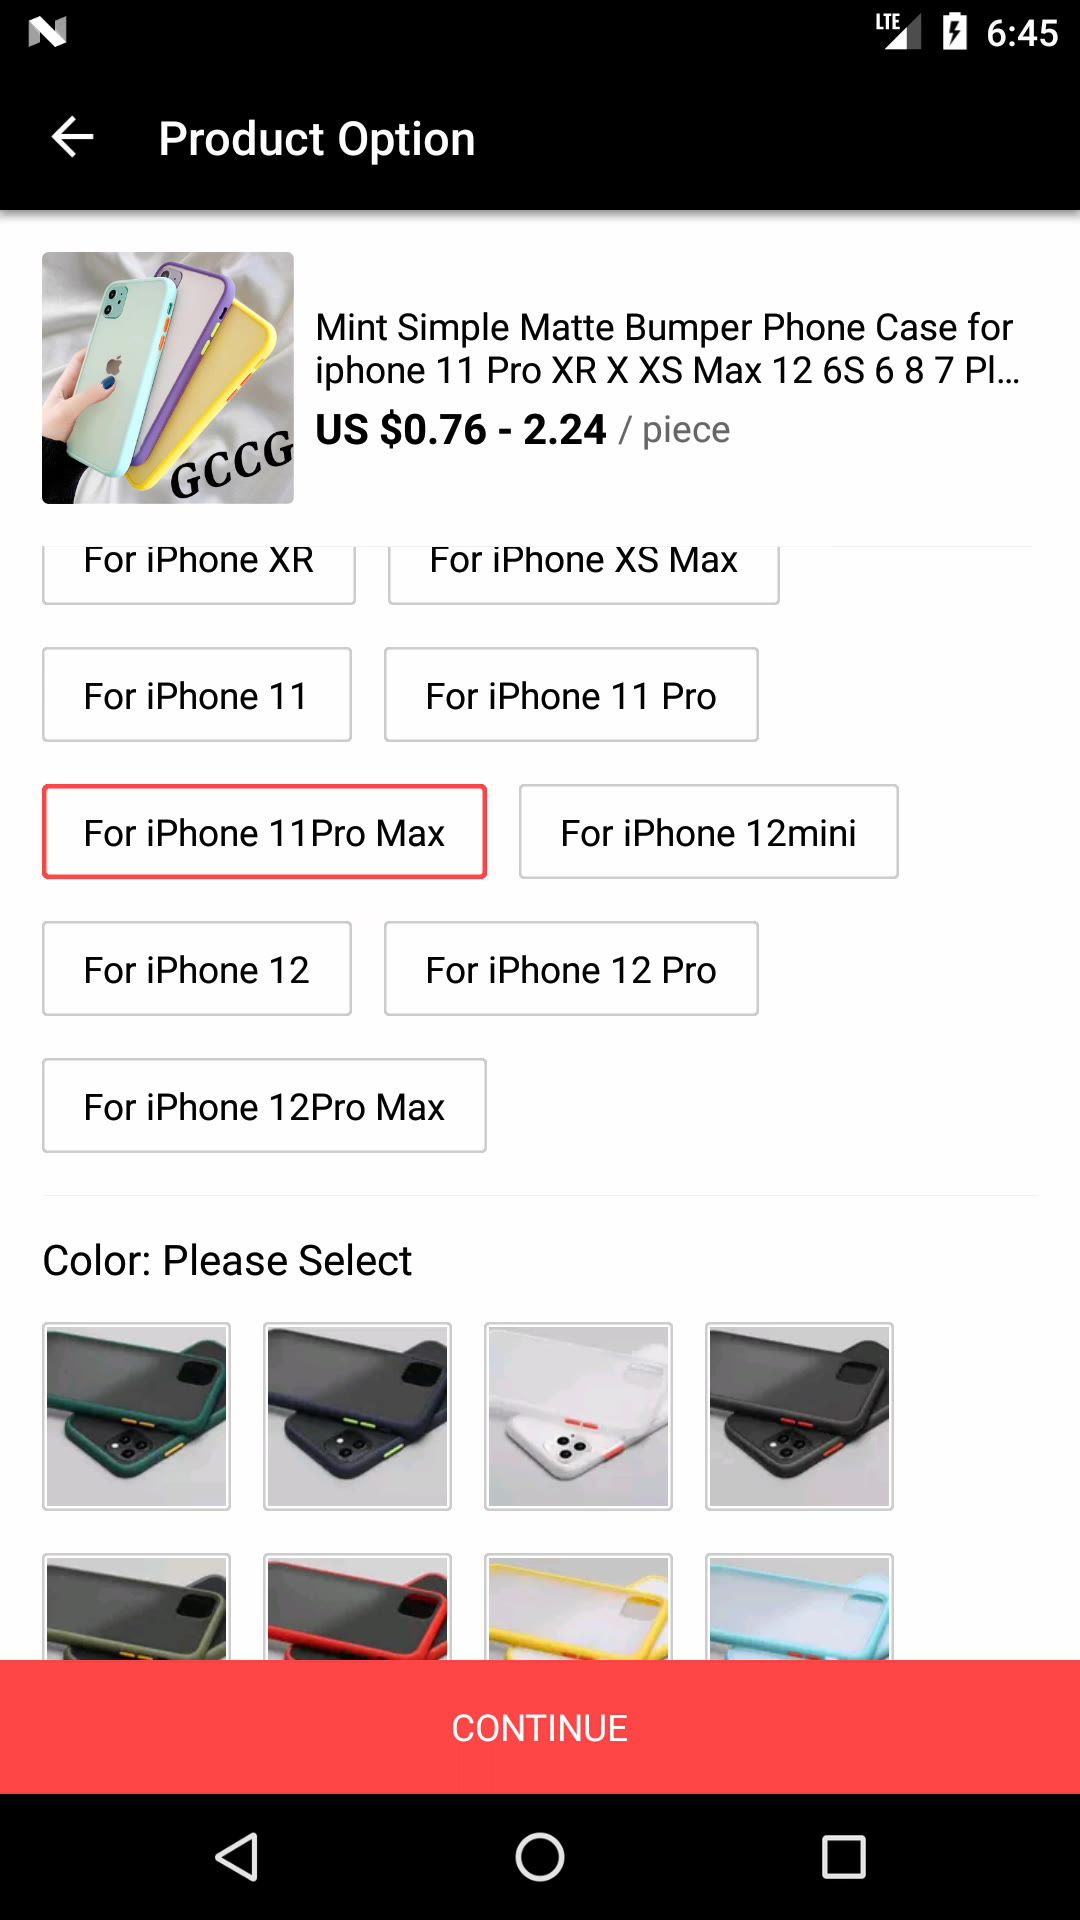 LTE 6:45
Product Option
GCCG
Mint Simple Matte Bumper Phone Case for
iphone 11 Pro XR X XS Max 12 6S 6 8 7 Pl...
US $0.76 - 2.24 / piece
For iPhone XR For iPhone XS Max
For iPhone 11 For iPhone 11 Pro
For iPhone 11Pro Max For iPhone 12mini
For iPhone 12 For iPhone 12 Pro
For iPhone 12Pro Max
Color: Please Select
CONTINUE